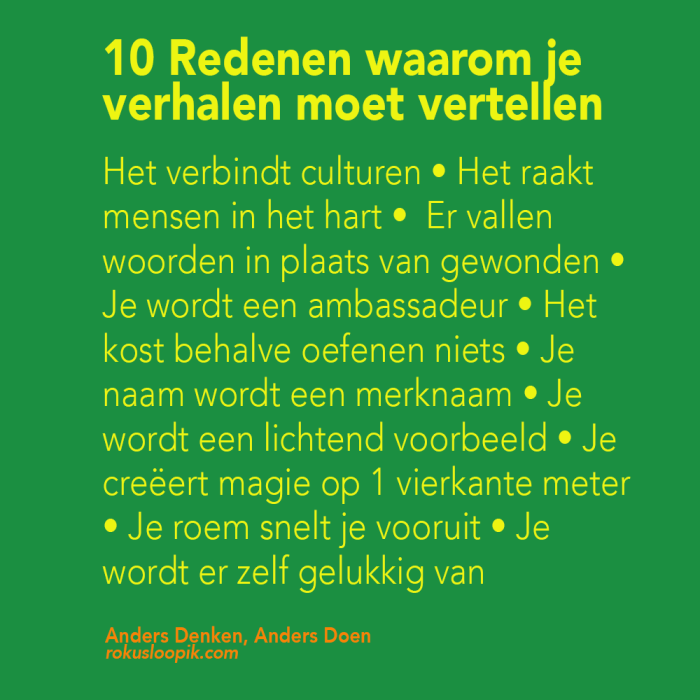 10 Redenen waarom je
verhalen moet vertellen
Het verbindt culturen • Het raakt
mensen in het hart • Er vallen
woorden in plaats van gewonden •
Je wordt een ambassadeur • Het
kost behalve oefenen niets • Je
naam wordt een merknaam • Je
wordt een lichtend voorbeeld • Je
creëert magie op 1 vierkante meter
• Je roem snelt je vooruit • Je
wordt er zelf gelukkig van
Anders Denken, Anders Doen
rokusloopik.com